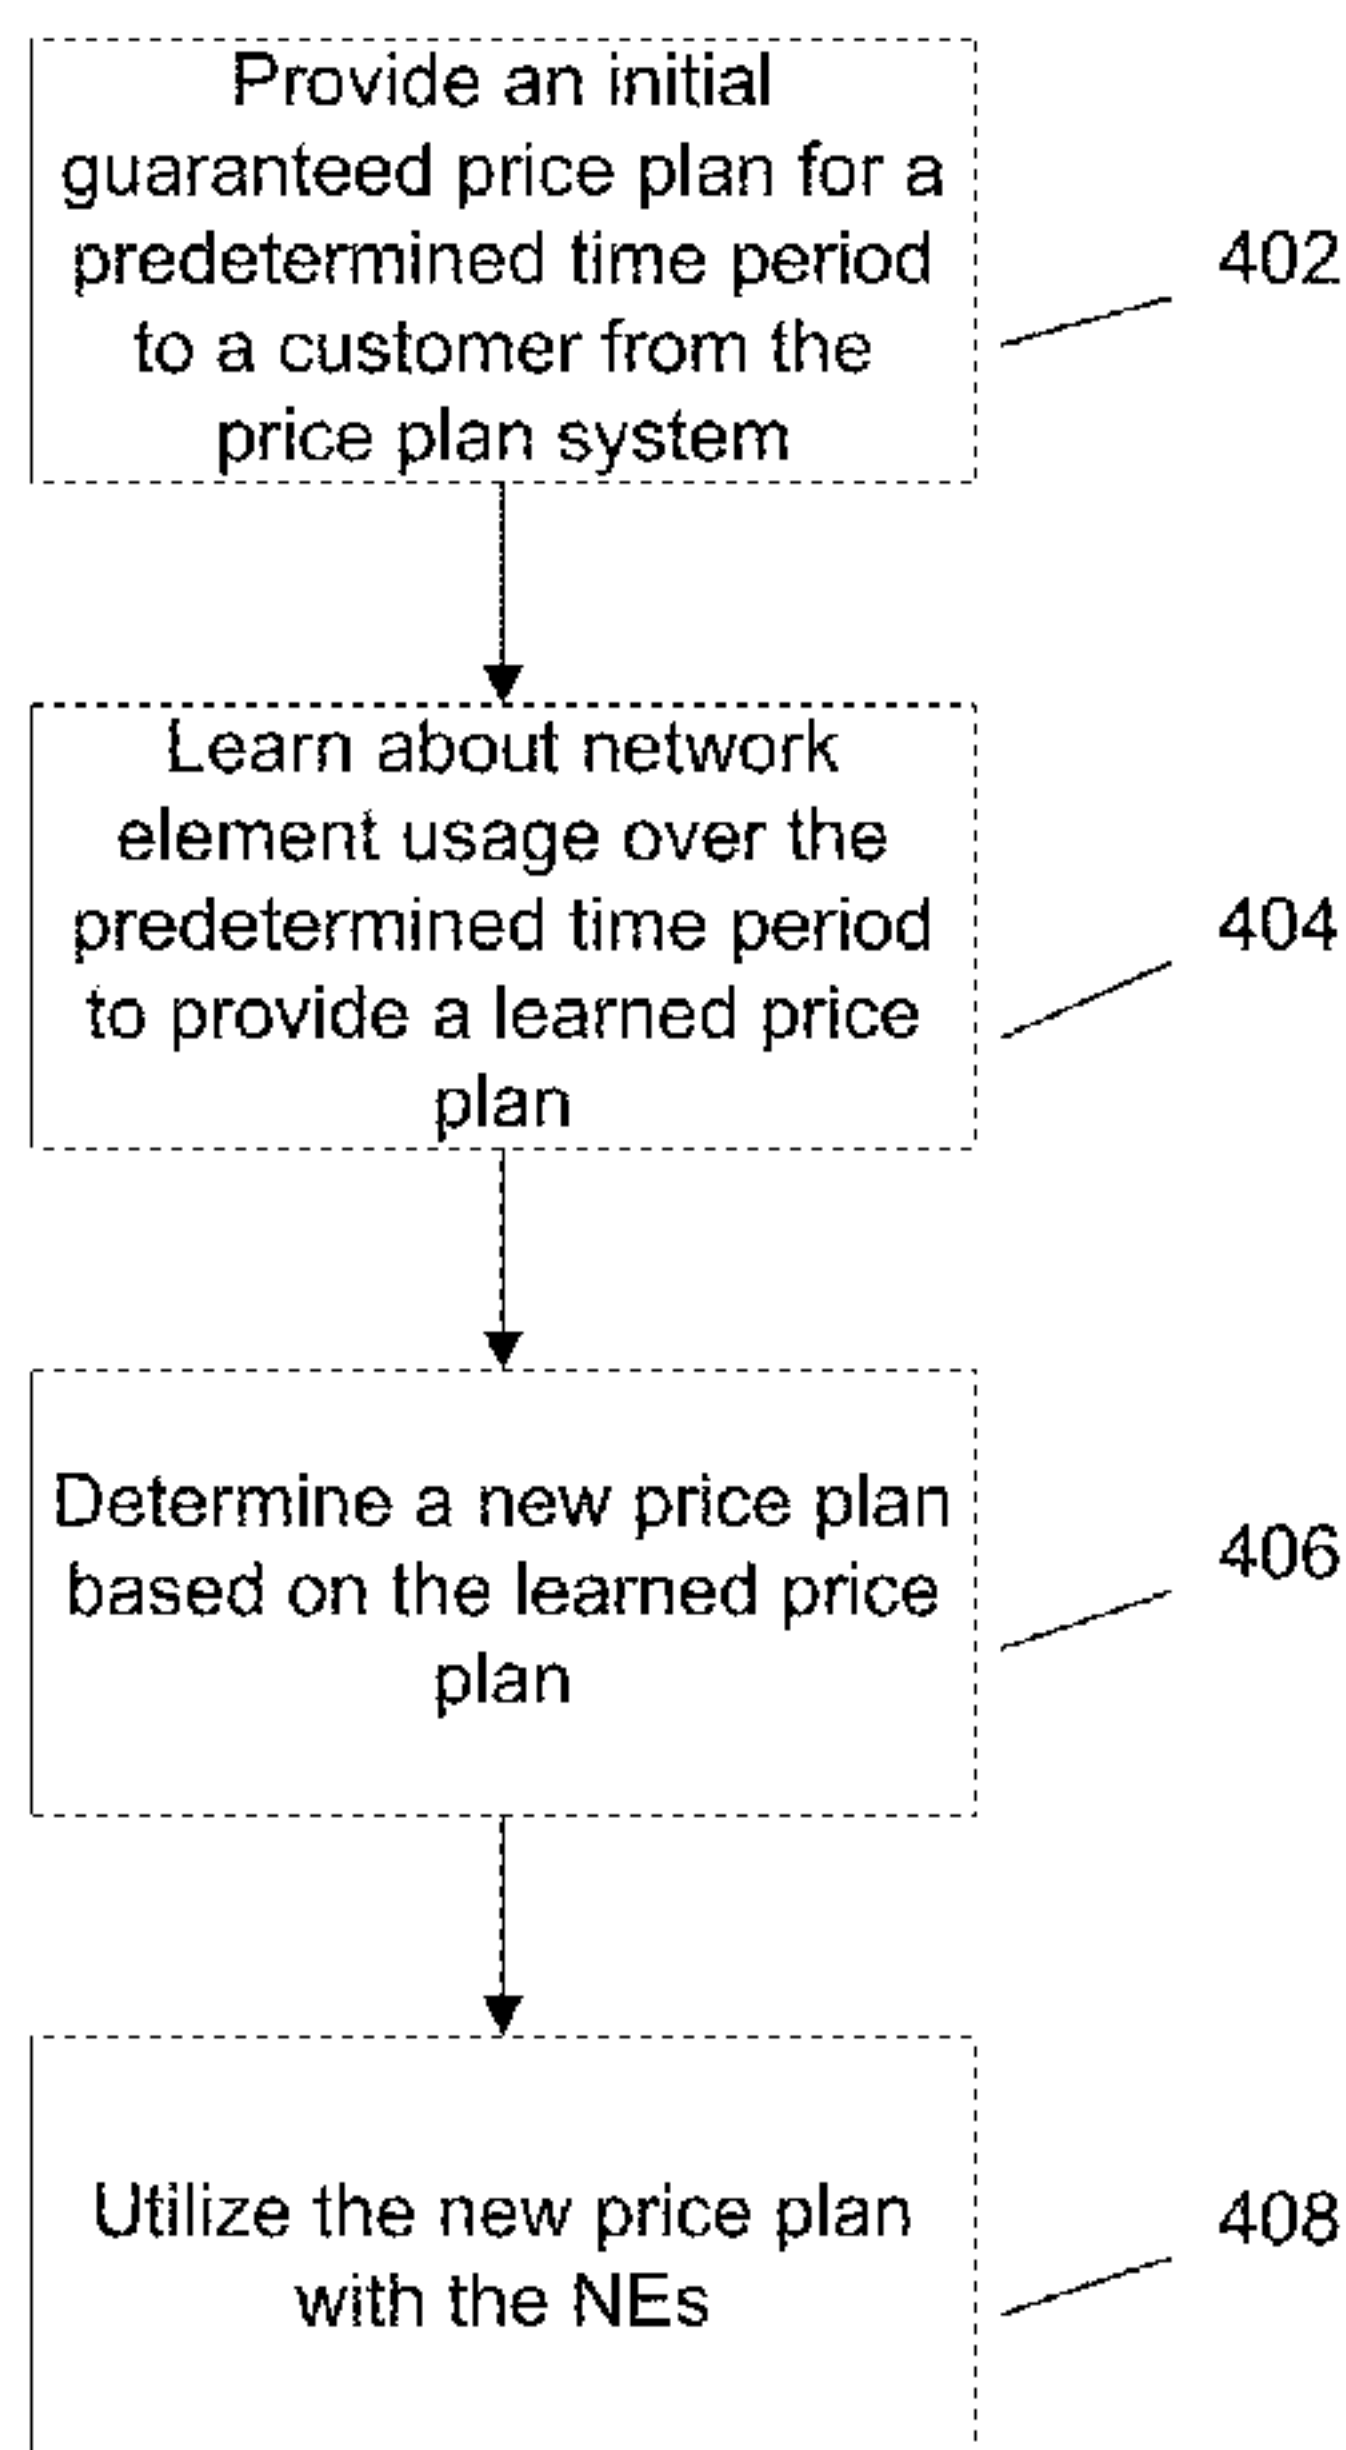 Provide an initial
guaranteed price plan for a
predetermined time period
to a customer from the
price plan system
402
Learn about network
element usage over the
predetermined time period
to provide a learned price
plan
404
Determine a new price plan
based on the learned price
plan
406
Utilize the new price plan
with the NEs
408